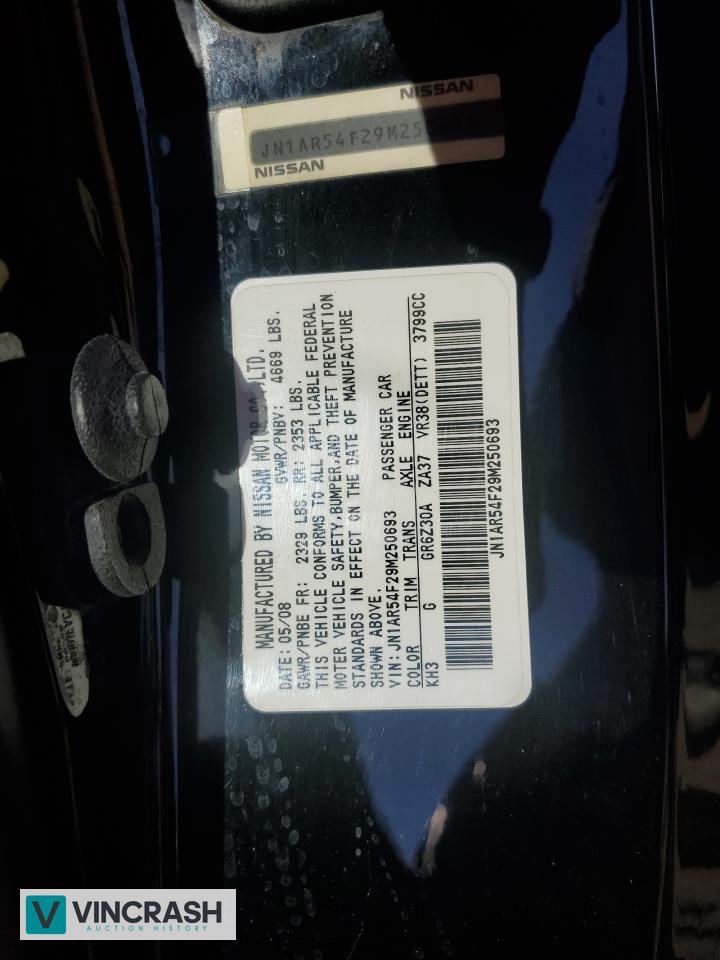 NISSAN
JN1AR54F29M250693
NISSAN
MANUFACTURED BY NISSAN MOTOR CO.,LTD.
DATE: 05/08 GVWR/PNBV: 4669 LBS.
GAWR/PNBE FR: 2329 LBS. RR: 2353 LBS.
THIS VEHICLE CONFORMS TO ALL APPLICABLE FEDERAL
MOTER VEHICLE SAFETY,BUMPER,AND THEFT PREVENTION
STANDARDS IN EFFECT ON THE DATE OF MANUFACTURE
SHOWN ABOVE.
VIN:JN1AR54F29M250693 PASSENGER CAR
COLOR TRIM TRANS AXLE ENGINE
KH3 G GR6Z30A ZA37 VR38(DETT) 3799CC
JN1AR54F29M250693
VINCRASH
AUCTION HISTORY